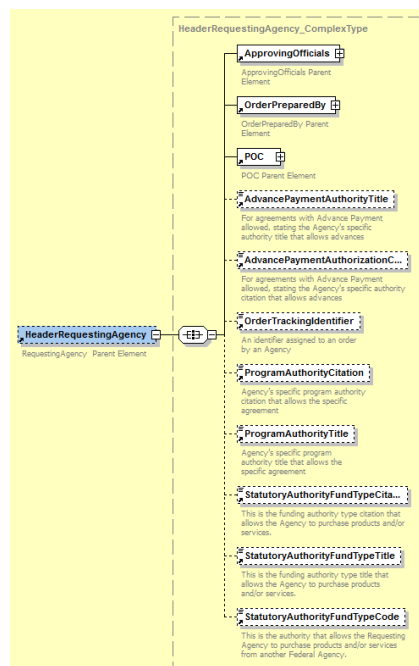 HeaderRequestingAgency_ComplexType
ApprovingOfficials
ApprovingOfficials Parent
Element
OrderPreparedBy
OrderPreparedBy Parent
Element
POC
POC Parent Element
AdvancePaymentAuthorityTitle
For agreements with Advance Payment
allowed, stating the Agency's specific
authority title that allows advances
AdvancePaymentAuthorizationC...
For agreements with Advance Payment
allowed, stating the Agency's specific authority
citation that allows advances
HeaderRequestingAgency
RequestingAgency Parent Element
OrderTrackingIdentifier
An identifier assigned to an order
by an Agency
ProgramAuthorityCitation
Agency's specific program authority
citation that allows the specific
agreement
ProgramAuthorityTitle
Agency's specific program
authority title that allows the
specific agreement
StatutoryAuthorityFundTypeCita...
This is the funding authority type citation that
allows the Agency to purchase products and/or
services.
StatutoryAuthorityFundTypeTitle
This is the funding authority type title that
allows the Agency to purchase products
and/or services.
StatutoryAuthorityFundTypeCode
This is the authority that allows the Requesting
Agency to purchase products and/or services
from another Federal Agency.